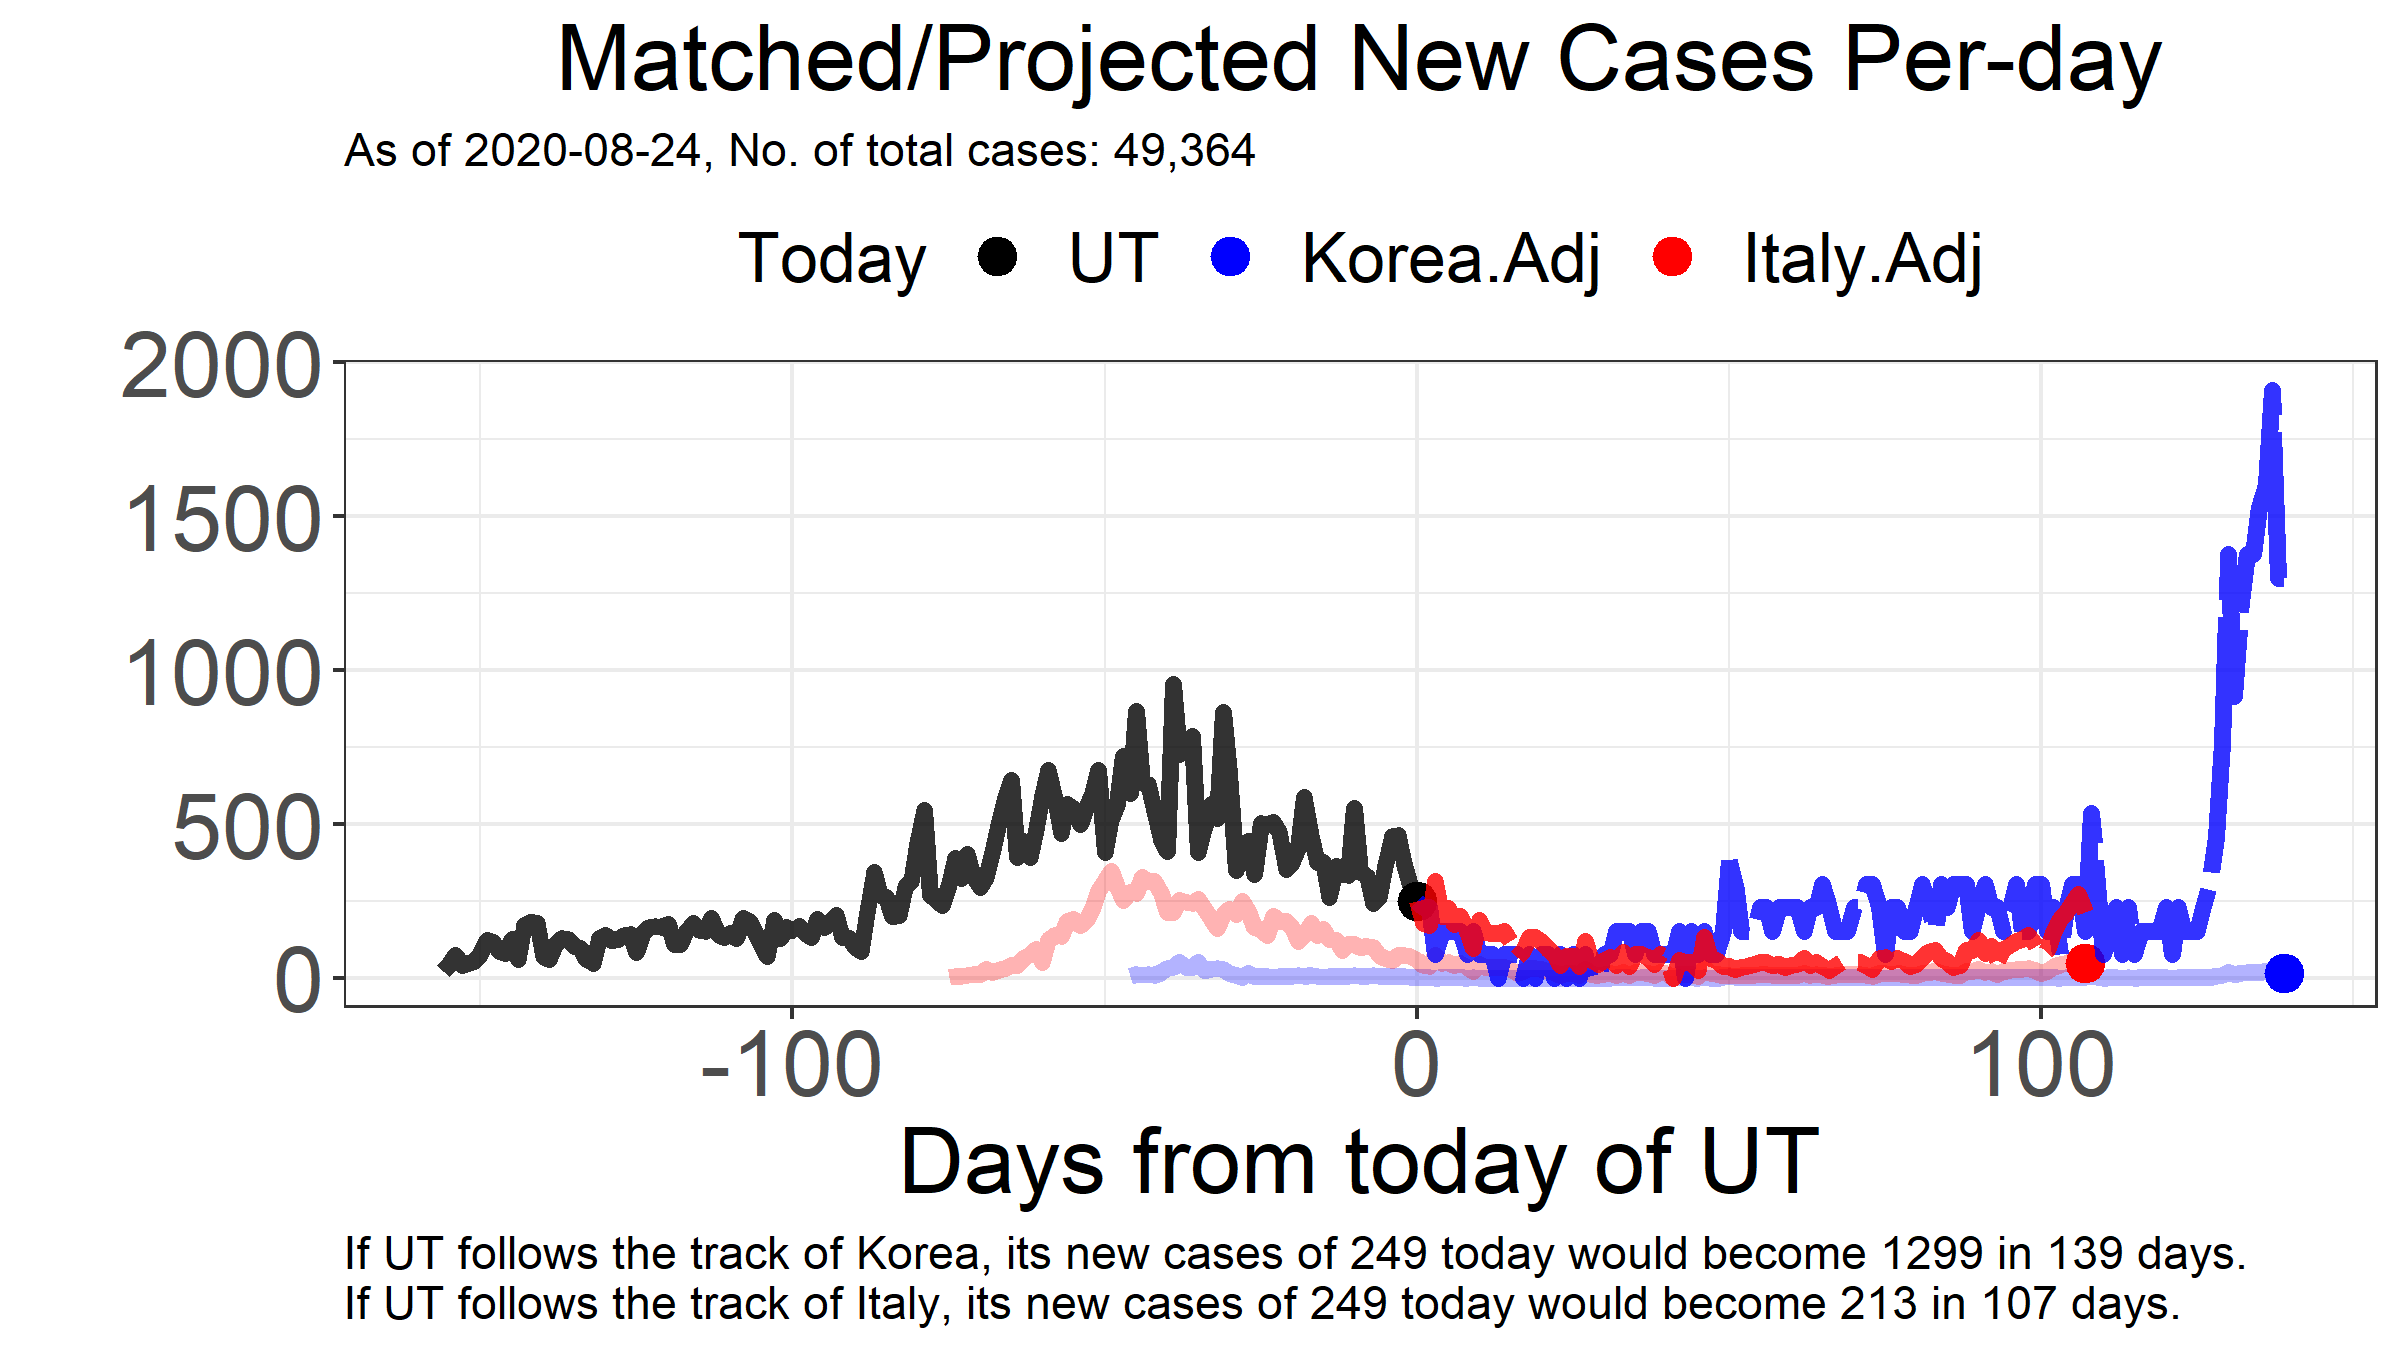 Matched/Projected New Cases Per-day
As of 2020-08-24, No. of total cases: 49,364
Today UT Korea.Adj Italy.Adj
2000
1500
1000
500
0
-100 0 100
Days from today of UT
If UT follows the track of Korea, its new cases of 249 today would become 1299 in 139 days.
If UT follows the track of Italy, its new cases of 249 today would become 213 in 107 days.